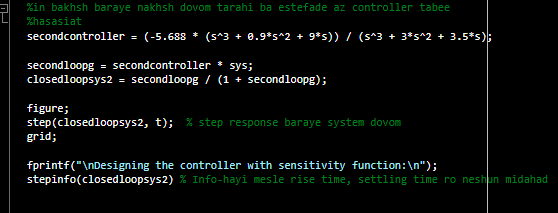 %in bakhsh baraye nakhsh dovom tarahi ba estefade az controller tabee
%hasasiat
secondcontroller = (-5.688 * (s^3 + 0.9*s^2 + 9*s)) / (s^3 + 3*s^2 + 3.5*s);
secondloopg = secondcontroller * sys;
closedloopsys2 = secondloopg / (1 + secondloopg);
figure;
step(closedloopsys2, t);  % step response baraye system dovom
grid;
fprintf("\nDesigning the controller with sensitivity function:\n");
stepinfo(closedloopsys2) % Info-hayi mesle rise time, settling time ro neshun midahad